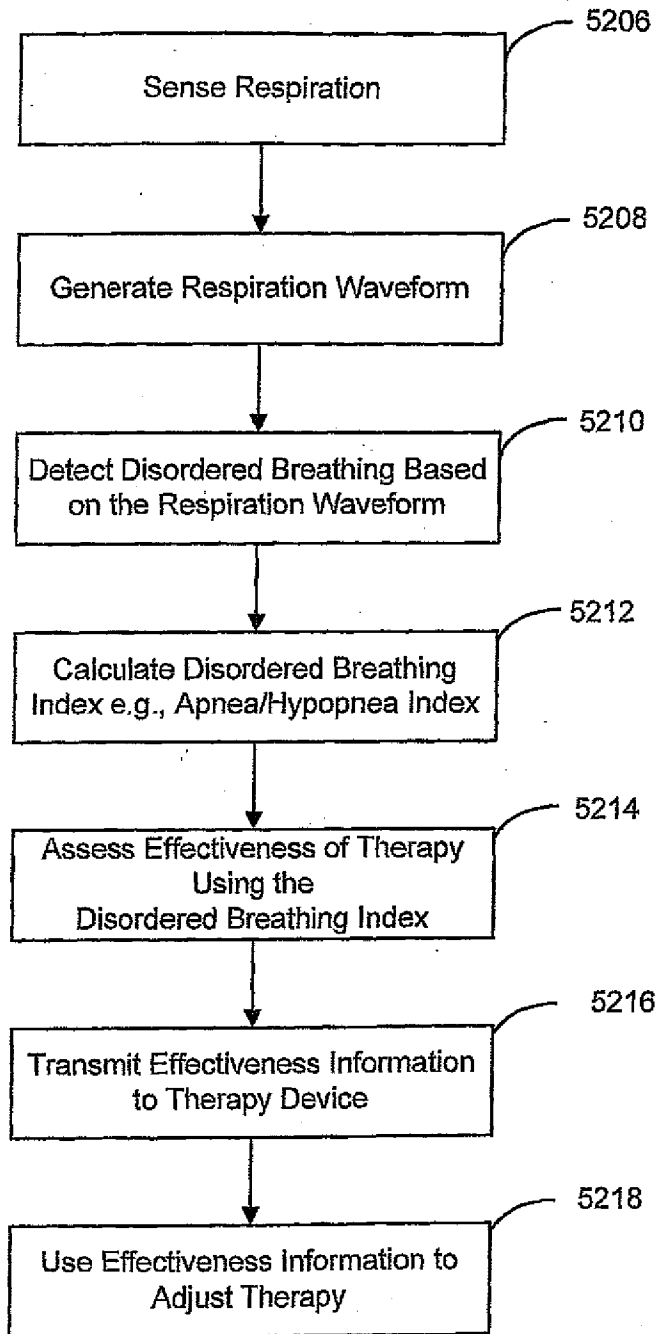 5206
Sense Respiration
5208
Generate Respiration Waveform
5210
Detect Disordered Breathing Based
on the Respiration Waveform
5212
Calculate Disordered Breathing
Index e.g., Apnea/Hypopnea Index
5214
Assess Effectiveness of Therapy
Using the
Disordered Breathing Index
5216
Transmit Effectiveness Information
to Therapy Device
5218
Use Effectiveness Information to
Adjust Therapy